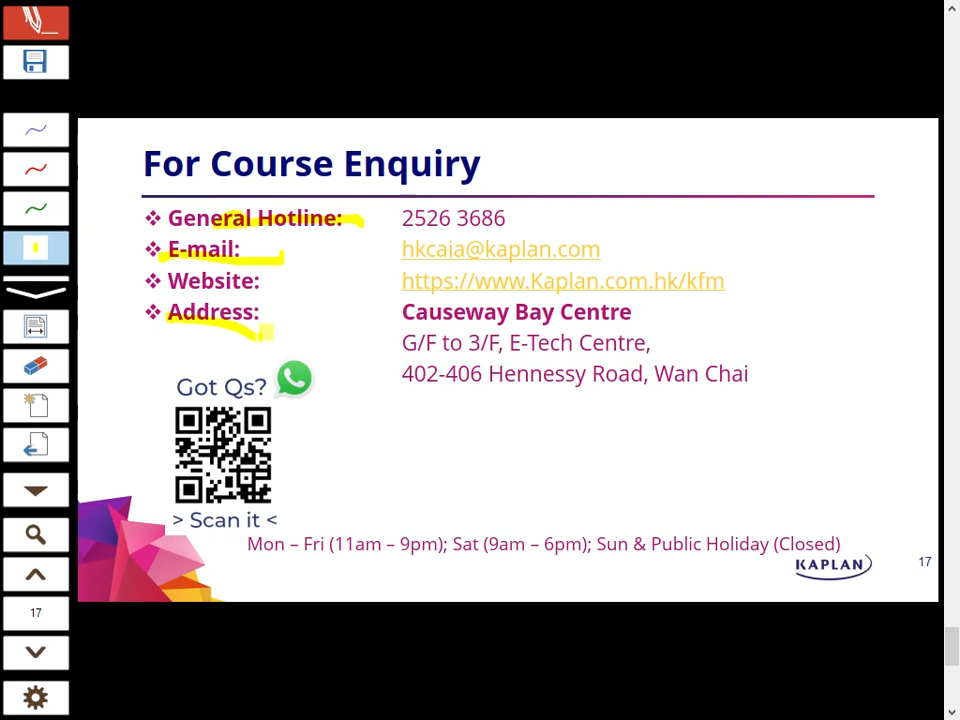 For Course Enquiry
❖ General Hotline: 2526 3686
❖ E-mail: hkcaia@kaplan.com
❖ Website: https://www.Kaplan.com.hk/kfm
❖ Address: Causeway Bay Centre
G/F to 3/F, E-Tech Centre,
402-406 Hennessy Road, Wan Chai
Got Qs?
> Scan it <
Mon – Fri (11am – 9pm); Sat (9am – 6pm); Sun & Public Holiday (Closed)
KAPLAN
17
17